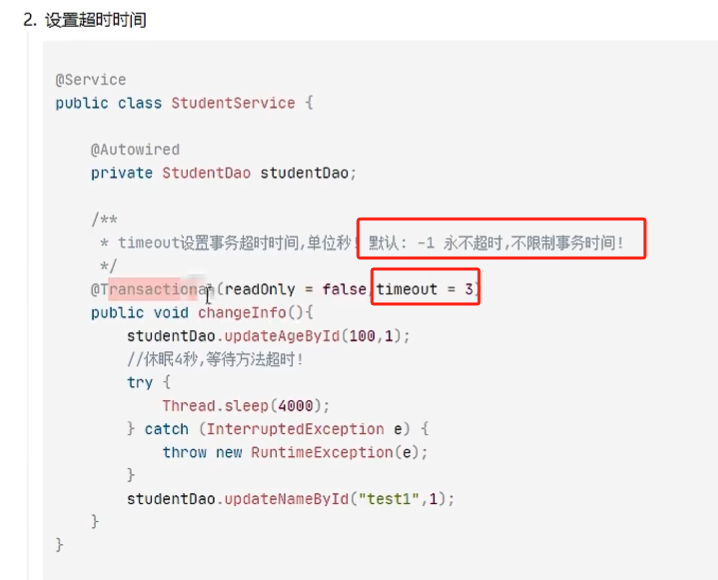 2. 设置超时时间
@Service
public class StudentService {
@Autowired
private StudentDao studentDao;
/**
* timeout设置事务超时时间,单位秒! 默认: -1 永不超时,不限制事务时间!
*/
@Transactional(readOnly = false,timeout = 3)
public void changeInfo(){
studentDao.updateAgeById(100,1);
//休眠4秒,等待方法超时!
try {
Thread.sleep(4000);
} catch (InterruptedException e) {
throw new RuntimeException(e);
}
studentDao.updateNameById("test1",1);
}
}